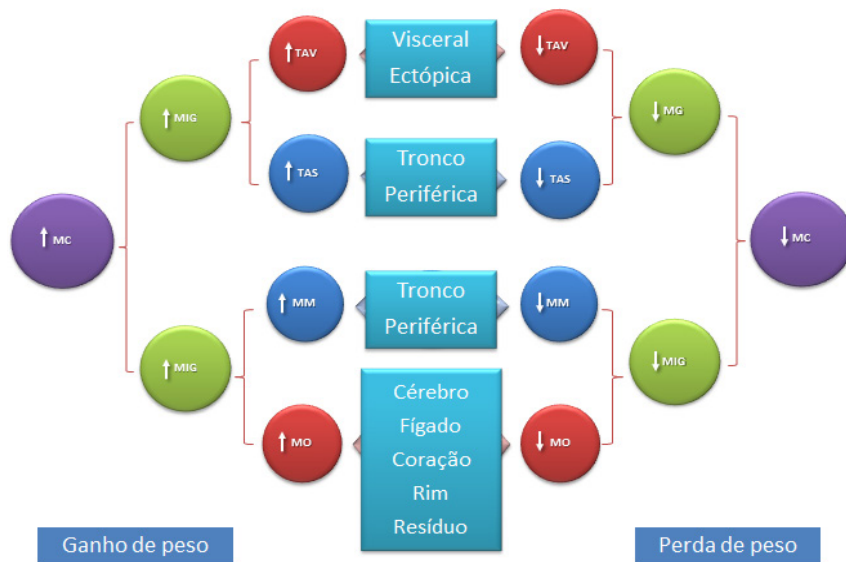 ↑ TAV
Visceral
Ectópica
↓ TAV
↑ MIG
↓ MG
↑ TAS
Tronco
Periférica
↓ TAS
↑ MC
↓ MC
↑ MM
Tronco
Periférica
↓ MM
↑ MIG
↓ MIG
↑ MO
Cérebro
Fígado
Coração
Rim
Resíduo
↓ MO
Ganho de peso
Perda de peso